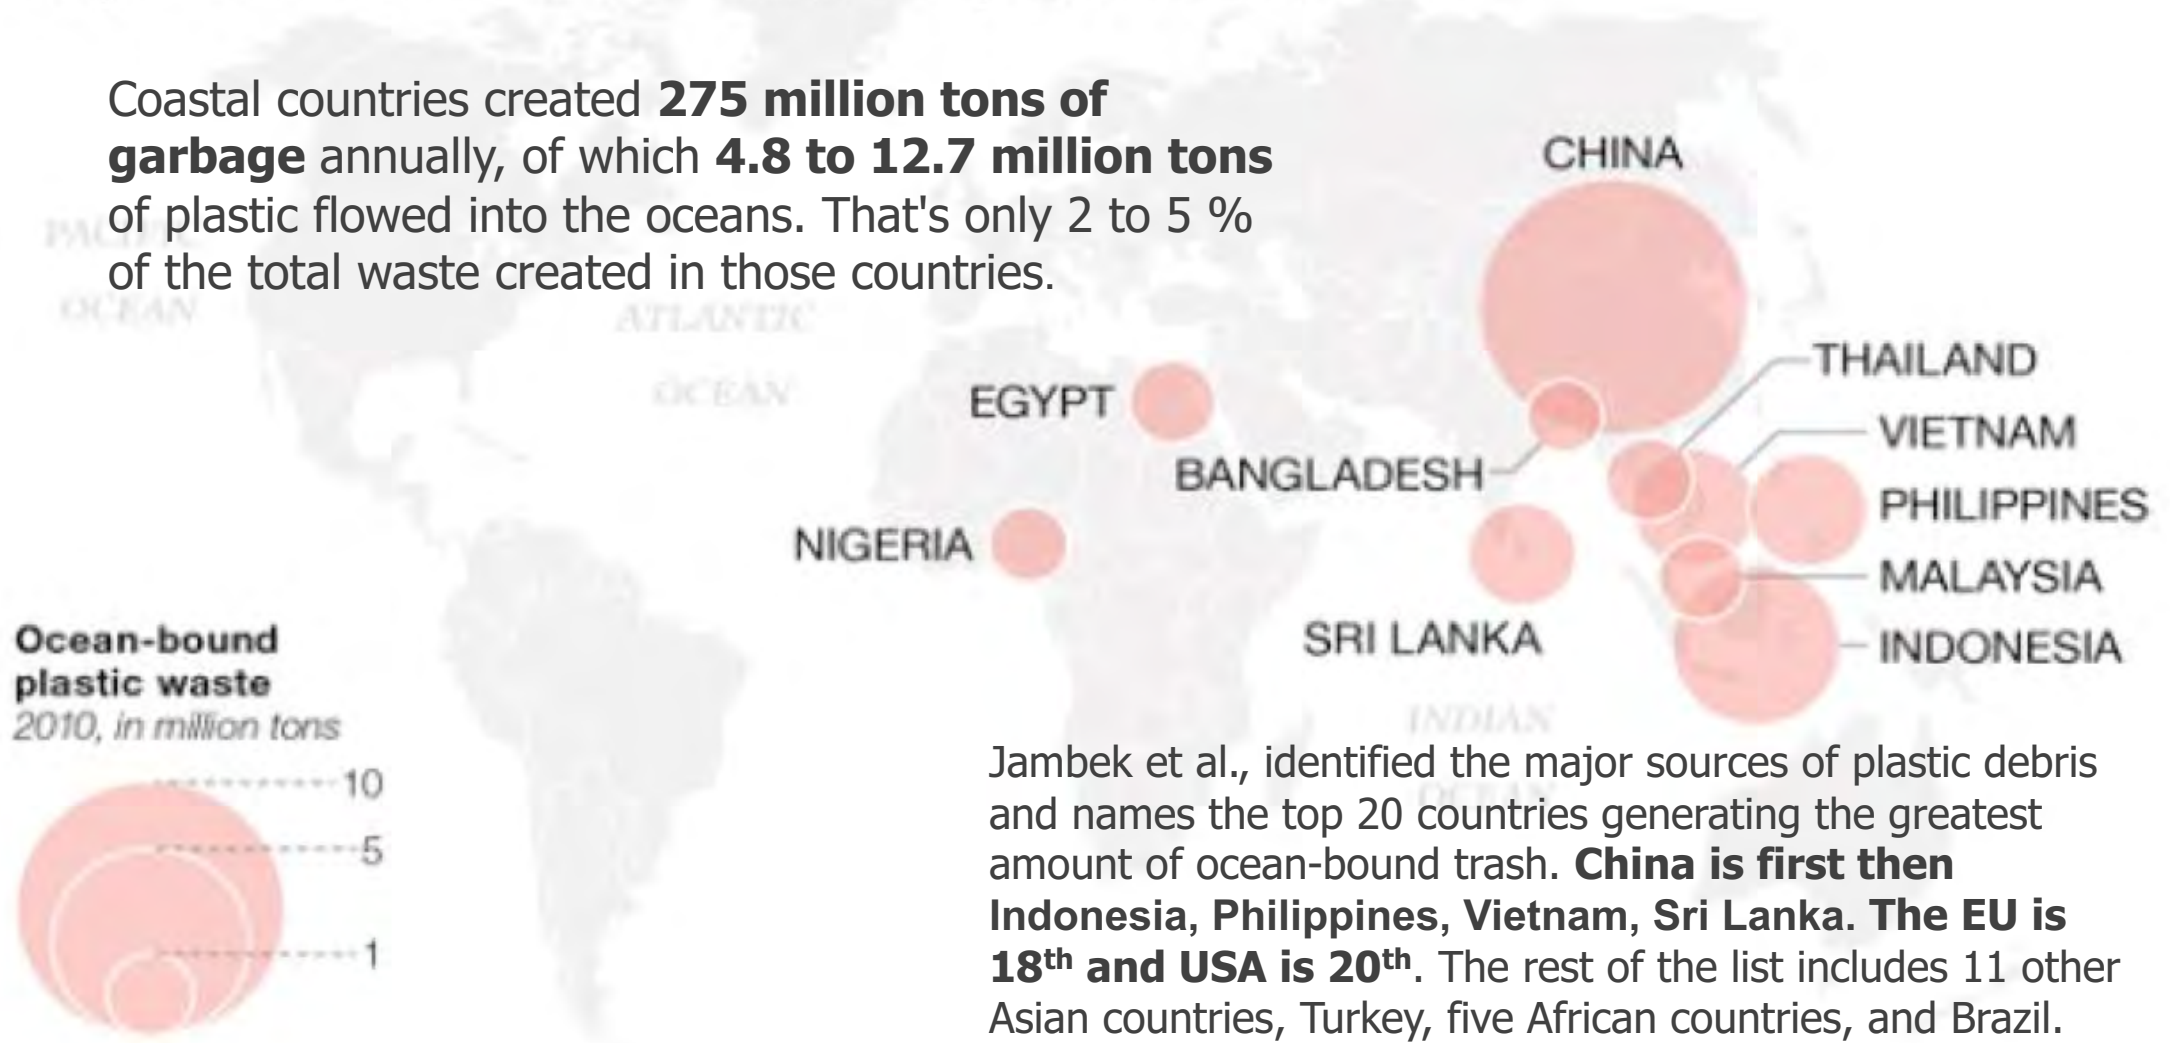 Coastal countries created 275 million tons of
garbage annually, of which 4.8 to 12.7 million tons
of plastic flowed into the oceans. That's only 2 to 5 %
of the total waste created in those countries.
PACIFIC
OCEAN
ATLANTIC
OCEAN
CHINA
THAILAND
EGYPT
VIETNAM
BANGLADESH
PHILIPPINES
NIGERIA
MALAYSIA
SRI LANKA
INDONESIA
INDIAN
OCEAN
Ocean-bound
plastic waste
2010, in million tons
10
5
1
Jambek et al., identified the major sources of plastic debris
and names the top 20 countries generating the greatest
amount of ocean-bound trash. China is first then
Indonesia, Philippines, Vietnam, Sri Lanka. The EU is
18th and USA is 20th. The rest of the list includes 11 other
Asian countries, Turkey, five African countries, and Brazil.